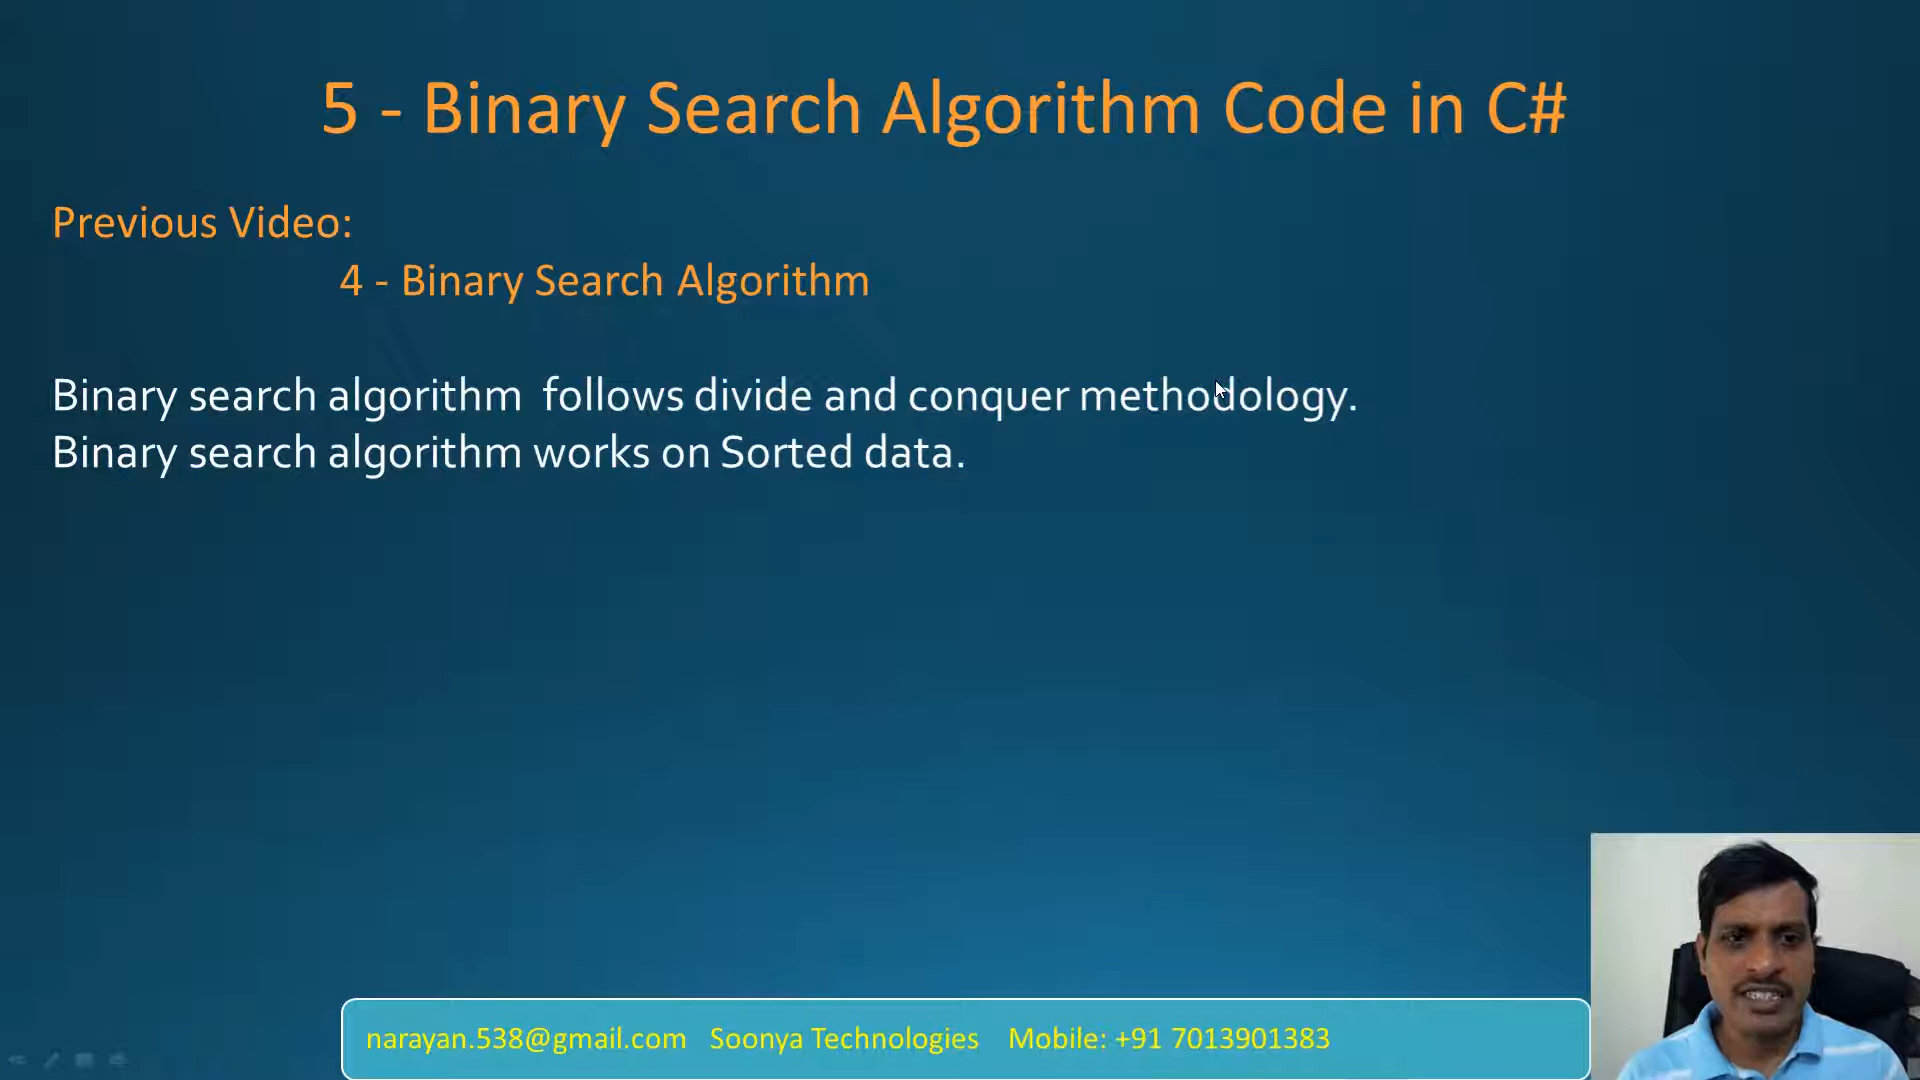 5 - Binary Search Algorithm Code in C#
Previous Video:
4 - Binary Search Algorithm
Binary search algorithm follows divide and conquer methodology.
Binary search algorithm works on Sorted data.
narayan.538@gmail.com Soonya Technologies Mobile: +91 7013901383